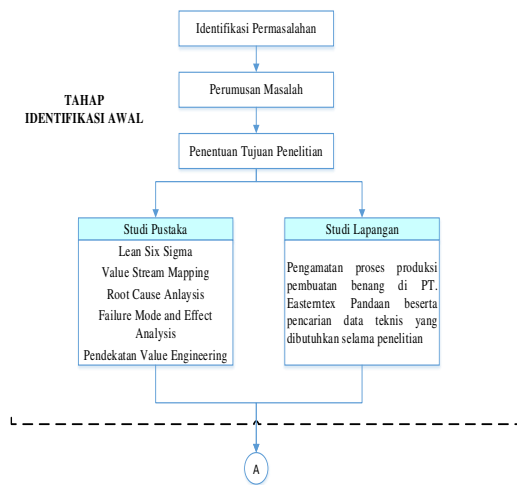 Identifikasi Permasalahan
TAHAP
IDENTIFIKASI AWAL
Perumusan Masalah
Penentuan Tujuan Penelitian
Studi Pustaka
Lean Six Sigma
Value Stream Mapping
Root Cause Anlaysis
Failure Mode and Effect
Analysis
Pendekatan Value Engineering
Studi Lapangan
Pengamatan proses produksi
pembuatan benang di PT.
Easterntex Pandaan beserta
pencarian data teknis yang
dibutuhkan selama penelitian
A